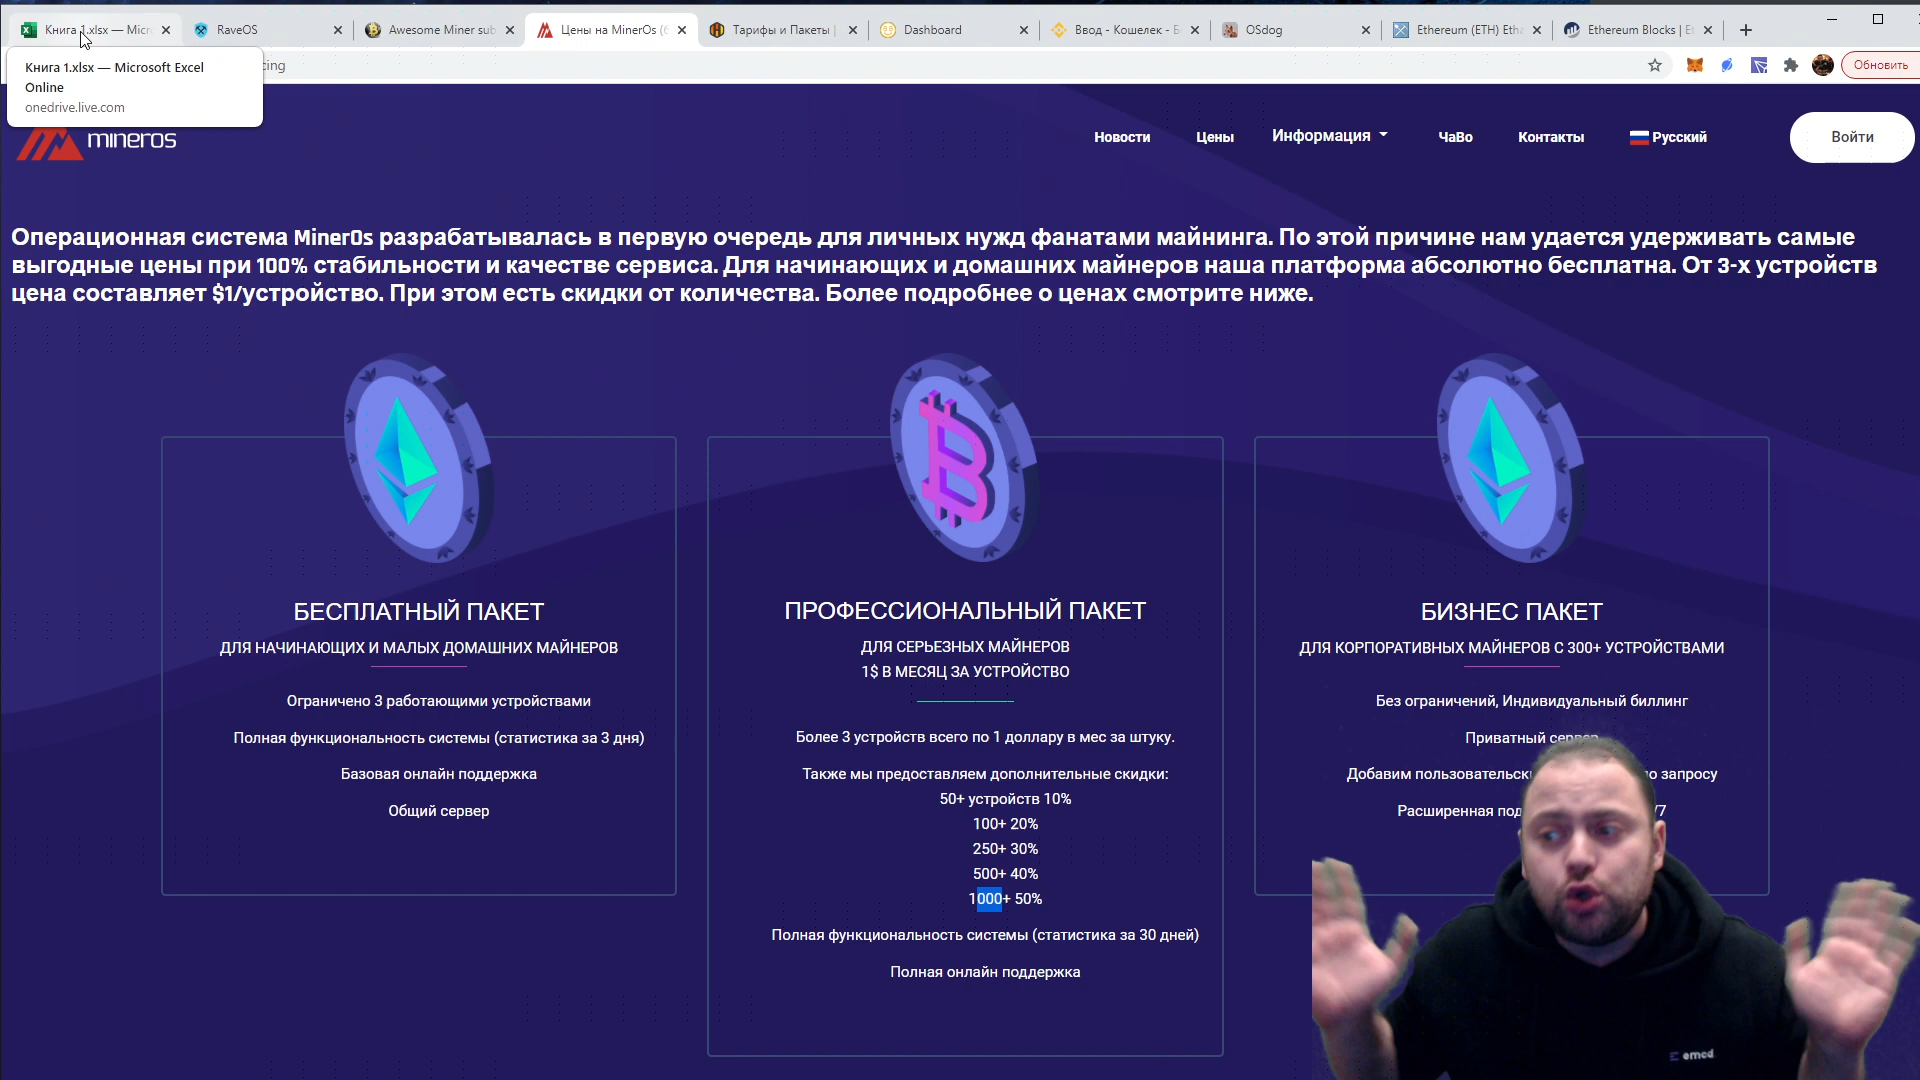 Книга 1.xlsx — Micr
RaveOS
Awesome Miner sub
Цены на MinerOs (
Тарифы и Пакеты |
Dashboard
Ввод - Кошелек -
OSdog
Ethereum (ETH) Eth
Ethereum Blocks |
Книга 1.xlsx — Microsoft Excel
Online
onedrive.live.com
cing
Обновить
mineros
Новости
Цены
Информация
ЧаВо
Контакты
Русский
Войти
Операционная система MinerOs разрабатывалась в первую очередь для личных нужд фанатами майнинга. По этой причине нам удается удерживать самые
выгодные цены при 100% стабильности и качестве сервиса. Для начинающих и домашних майнеров наша платформа абсолютно бесплатна. От 3-х устройств
цена составляет $1/устройство. При этом есть скидки от количества. Более подробнее о ценах смотрите ниже.
БЕСПЛАТНЫЙ ПАКЕТ
ДЛЯ НАЧИНАЮЩИХ И МАЛЫХ ДОМАШНИХ МАЙНЕРОВ
Ограничено 3 работающими устройствами
Полная функциональность системы (статистика за 3 дня)
Базовая онлайн поддержка
Общий сервер
ПРОФЕССИОНАЛЬНЫЙ ПАКЕТ
ДЛЯ СЕРЬЕЗНЫХ МАЙНЕРОВ
1$ В МЕСЯЦ ЗА УСТРОЙСТВО
Более 3 устройств всего по 1 доллару в мес за штуку.
Также мы предоставляем дополнительные скидки:
50+ устройств 10%
100+ 20%
250+ 30%
500+ 40%
1000+ 50%
Полная функциональность системы (статистика за 30 дней)
Полная онлайн поддержка
БИЗНЕС ПАКЕТ
ДЛЯ КОРПОРАТИВНЫХ МАЙНЕРОВ С 300+ УСТРОЙСТВАМИ
Без ограничений, Индивидуальный биллинг
Приватный сервер
Добавим пользовательск по запросу
Расширенная под /7
emcd